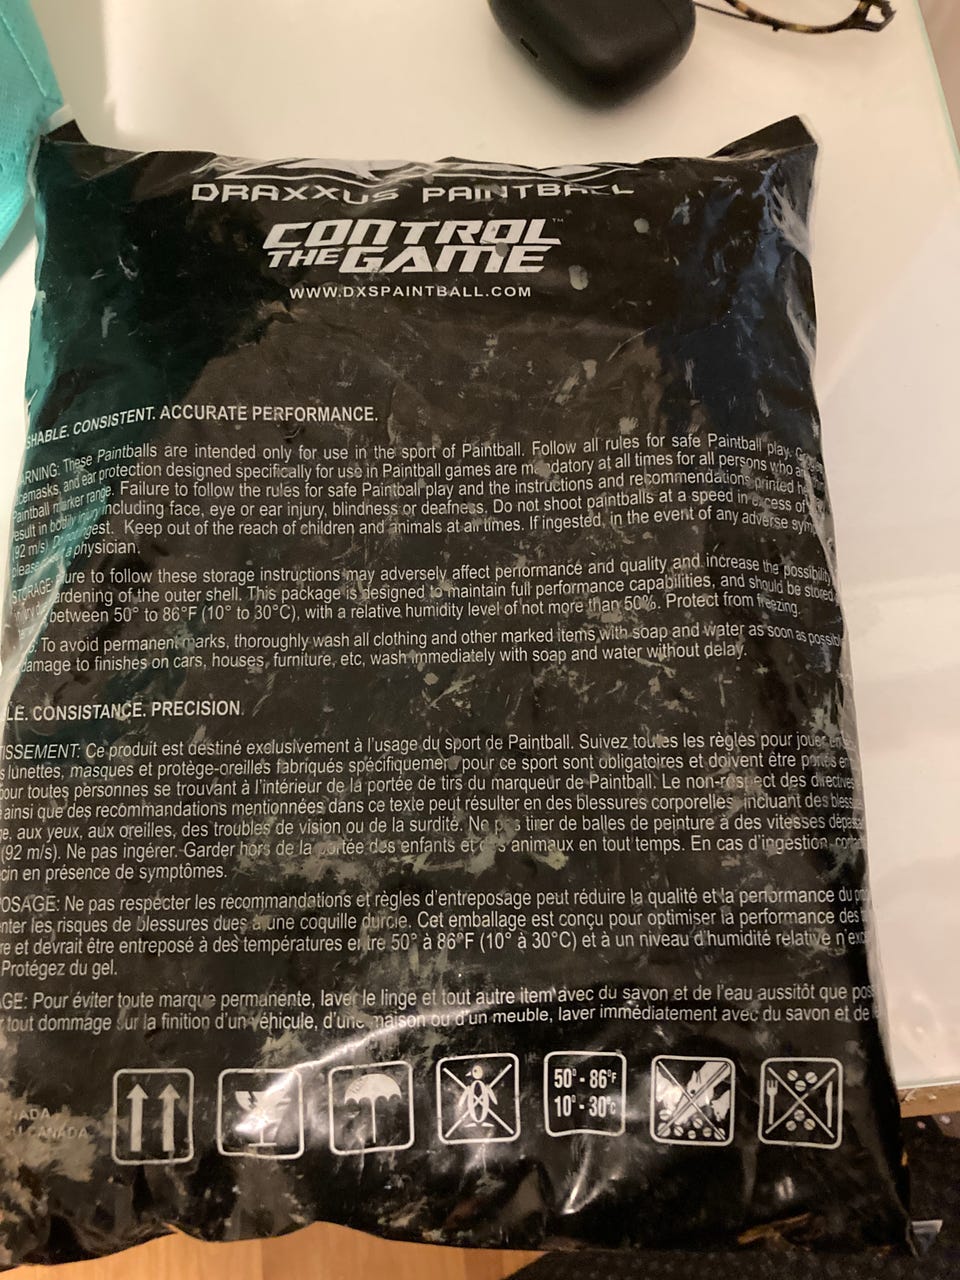 DRAXXUS PAINTBALL
CONTROL™
THE GAME
WWW.DXSPAINTBALL.COM
CONSISTENT. ACCURATE PERFORMANCE.
These Paintballs are intended only for use in the sport of Paintball. Follow all rules for safe Paintball play.
and ear protection designed specifically for use in Paintball games are mandatory at all times for all persons who
Paintball marker range. Failure to follow the rules for safe Paintball play and the instructions and recommendations printed
result in bodily injury including face, eye or ear injury, blindness or deafness. Do not shoot paintballs at a speed in excess of
(92 m/s). Do not ingest. Keep out of the reach of children and animals at all times. If ingested, in the event of any adverse
please a physician.
to follow these storage instructions may adversely affect performance and quality and increase the possibility
of the outer shell. This package is designed to maintain full performance capabilities, and should be stored
between 50° to 86°F (10° to 30°C), with a relative humidity level of not more than 50%. Protect from freezing.
To avoid permanent marks, thoroughly wash all clothing and other marked items with soap and water as soon as
damage to finishes on cars, houses, furniture, etc, wash immediately with soap and water without delay.
CONSISTANCE. PRECISION.
Ce produit est destiné exclusivement à l'usage du sport de Paintball. Suivez toutes les règles pour jouer en
lunettes, masques et protège-oreilles fabriqués spécifiquement pour ce sport sont obligatoires et doivent être portés en
pour toutes personnes se trouvant à l'intérieur de la portée de tirs du marqueur de Paintball. Le non-respect des directives
ainsi que des recommandations mentionnées dans ce texte peut résulter en des blessures corporelles incluant des
aux yeux, aux oreilles, des troubles de vision ou de la surdité. Ne pas tirer de balles de peinture à des vitesses
(92 m/s). Ne pas ingérer. Garder hors de la portée des enfants et des animaux en tout temps. En cas d'ingestion,
en présence de symptômes.
Ne pas respecter les recommandations et règles d'entreposage peut réduire la qualité et la performance du
les risques de blessures dues à une coquille durcie. Cet emballage est conçu pour optimiser la performance des
et devrait être entreposé à des températures entre 50° à 86°F (10° à 30°C) et à un niveau d'humidité relative
Protégez du gel.
Pour éviter toute marque permanente, laver le linge et tout autre item avec du savon et de l'eau aussitôt que
tout dommage sur la finition d'un véhicule, d'une maison ou d'un meuble, laver immédiatement avec du savon et de
50° - 86°F
10° - 30°C
CANADA